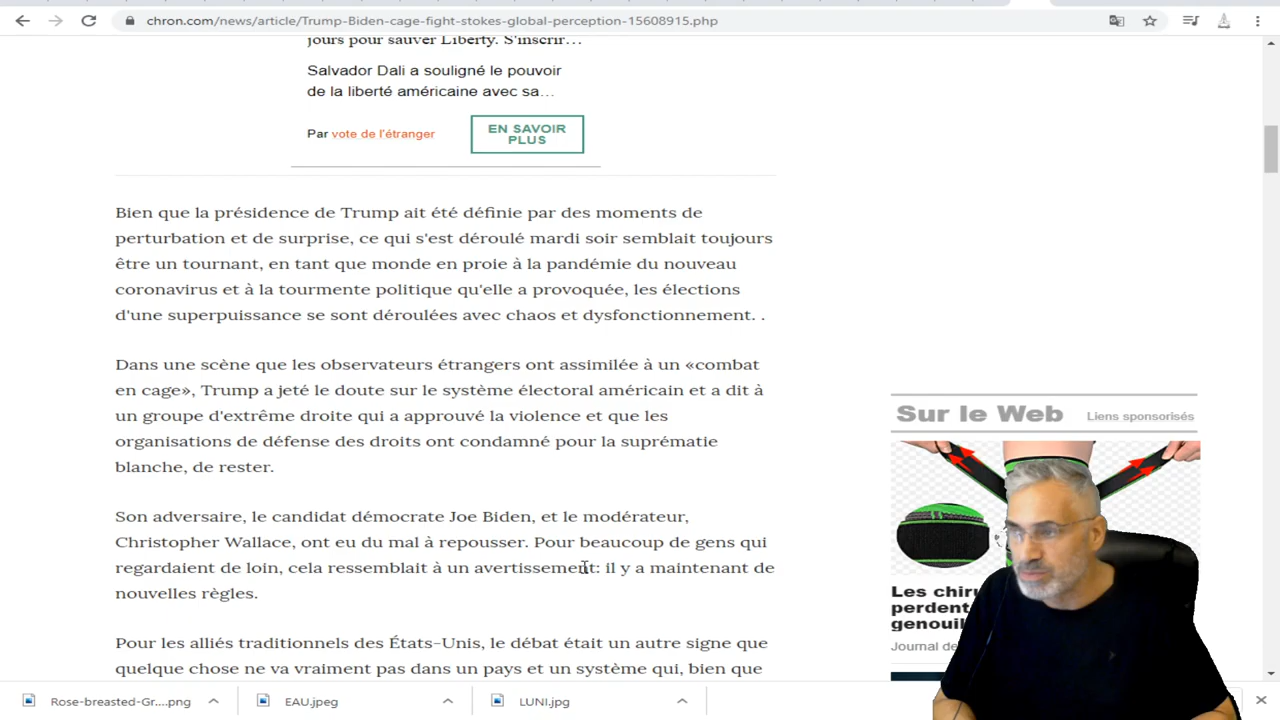 chron.com/news/article/Trump-Biden-cage-fight-stokes-global-perception-15608915.php
jours pour sauver Liberty. S'inscrir…
Salvador Dali a souligné le pouvoir
de la liberté américaine avec sa…
Par vote de l'étranger
EN SAVOIR
PLUS
Bien que la présidence de Trump ait été définie par des moments de
perturbation et de surprise, ce qui s'est déroulé mardi soir semblait toujours
être un tournant, en tant que monde en proie à la pandémie du nouveau
coronavirus et à la tourmente politique qu'elle a provoquée, les élections
d'une superpuissance se sont déroulées avec chaos et dysfonctionnement. .
Dans une scène que les observateurs étrangers ont assimilée à un «combat
en cage», Trump a jeté le doute sur le système électoral américain et a dit à
un groupe d'extrême droite qui a approuvé la violence et que les
organisations de défense des droits ont condamné pour la suprématie
blanche, de rester.
Son adversaire, le candidat démocrate Joe Biden, et le modérateur,
Christopher Wallace, ont eu du mal à repousser. Pour beaucoup de gens qui
regardaient de loin, cela ressemblait à un avertissement: il y a maintenant de
nouvelles règles.
Pour les alliés traditionnels des États-Unis, le débat était un autre signe que
quelque chose ne va vraiment pas dans un pays et un système qui, bien que
Sur le Web
Liens sponsorisés
Les chiru
perdent
genouil
Journal de
Rose-breasted-Gr....png
EAU.jpeg
LUNI.jpg